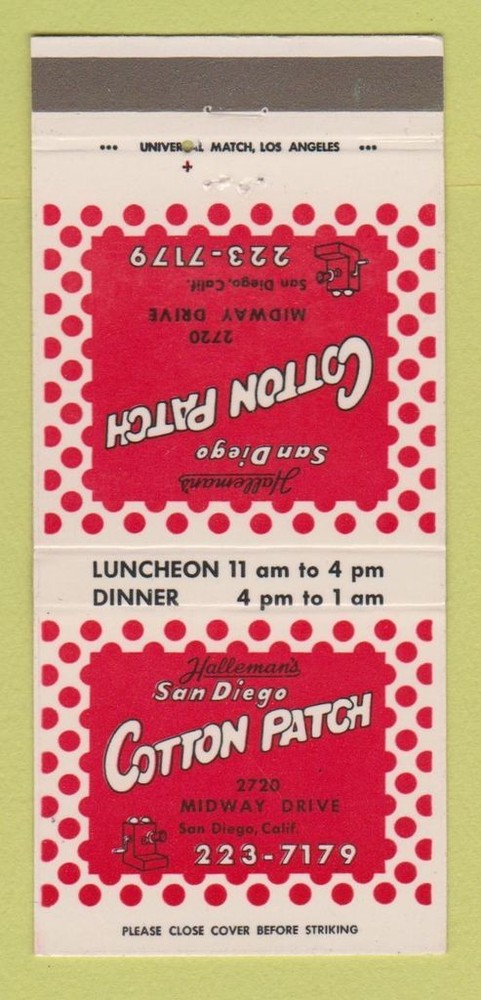 ••• UNIVERSAL MATCH, LOS ANGELES •••
223-7179
San Diego, Calif.
MIDWAY DRIVE
2720
COTTON PATCH
San Diego
Halleman's
LUNCHEON 11 am to 4 pm
DINNER 4 pm to 1 am
Halleman's
San Diego
COTTON PATCH
2720
MIDWAY DRIVE
San Diego, Calif.
223-7179
PLEASE CLOSE COVER BEFORE STRIKING